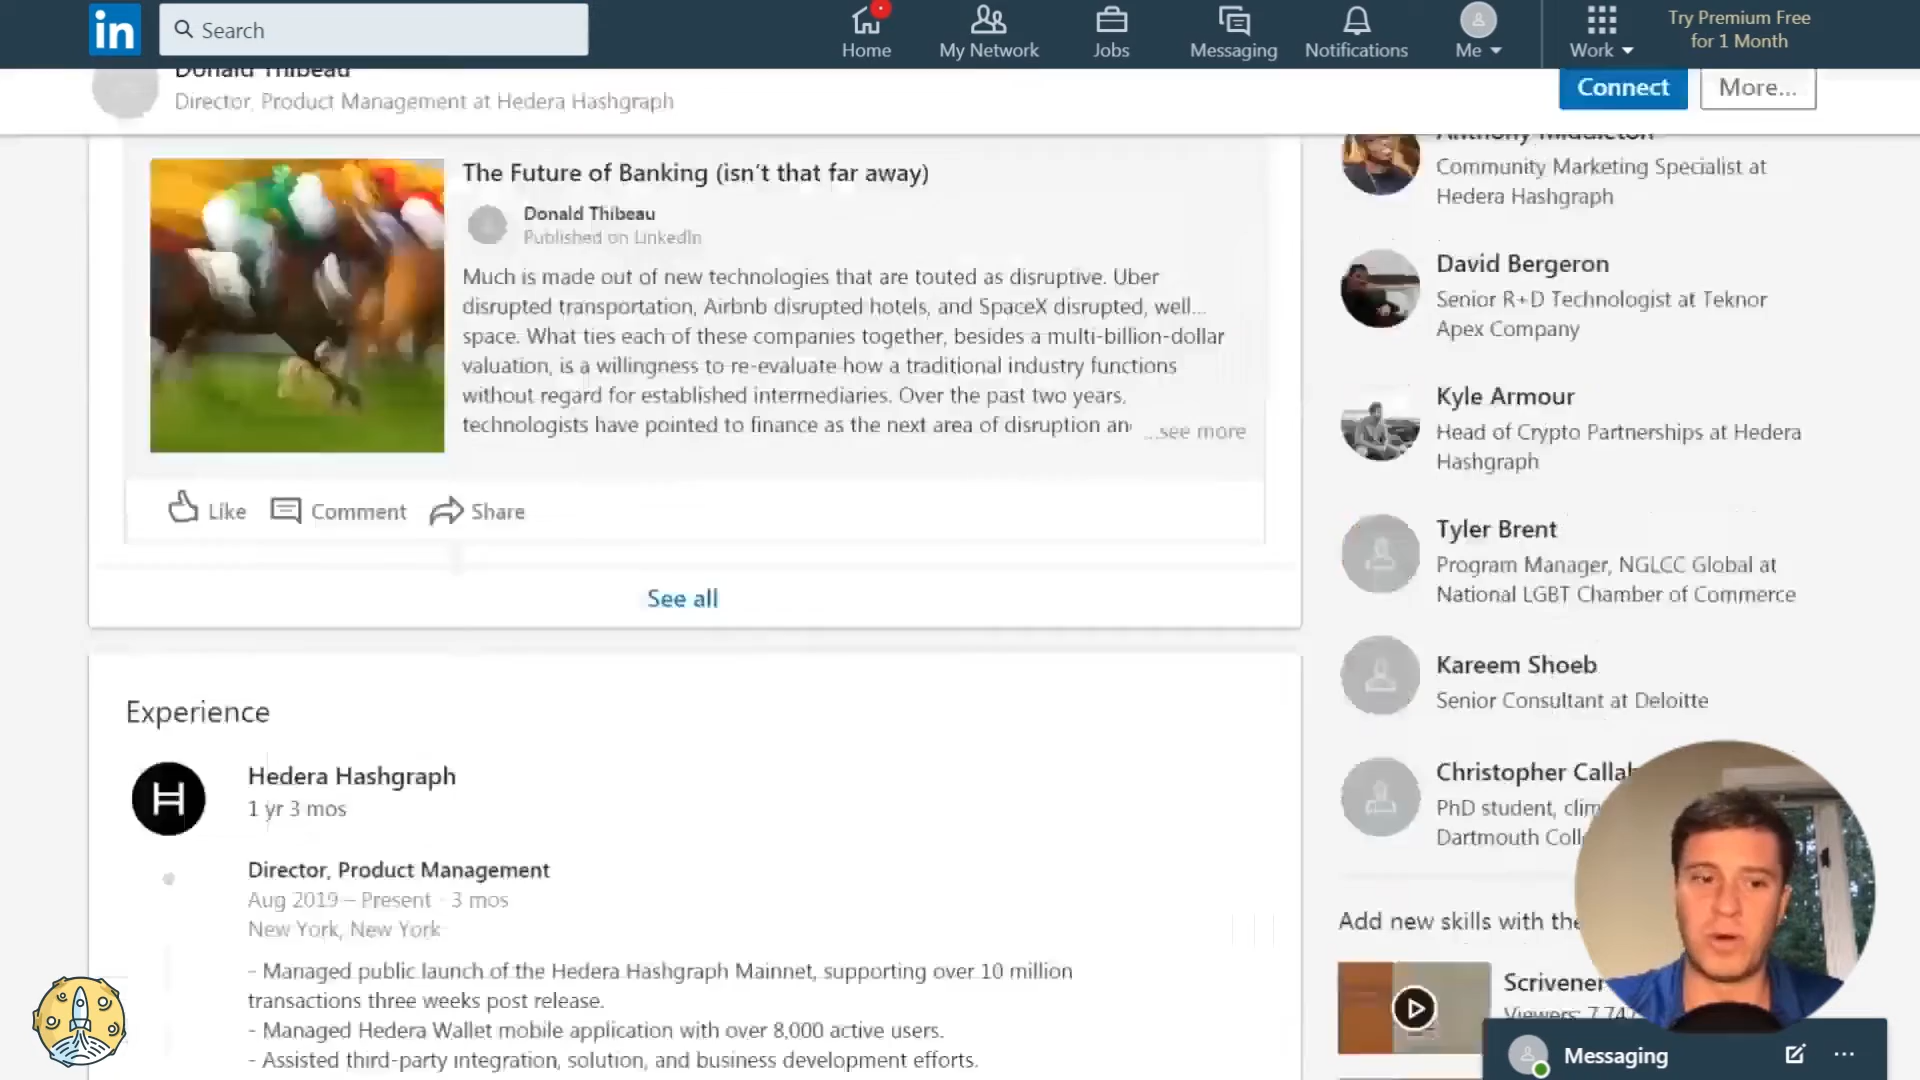 in
Search
Home
My Network
Jobs
Messaging
Notifications
Me
Work
Try Premium Free
for 1 Month
Donald Thibeau
Director, Product Management at Hedera Hashgraph
Connect
More...
The Future of Banking (isn't that far away)
Donald Thibeau
Published on LinkedIn
Much is made out of new technologies that are touted as disruptive. Uber
disrupted transportation, Airbnb disrupted hotels, and SpaceX disrupted, well...
space. What ties each of these companies together, besides a multi-billion-dollar
valuation, is a willingness to re-evaluate how a traditional industry functions
without regard for established intermediaries. Over the past two years,
technologists have pointed to finance as the next area of disruption an
...see more
Like
Comment
Share
See all
Experience
Hedera Hashgraph
1 yr 3 mos
Director, Product Management
Aug 2019 – Present · 3 mos
New York, New York
- Managed public launch of the Hedera Hashgraph Mainnet, supporting over 10 million
transactions three weeks post release.
- Managed Hedera Wallet mobile application with over 8,000 active users.
- Assisted third-party integration, solution, and business development efforts.
Anthony Middleton
Community Marketing Specialist at
Hedera Hashgraph
David Bergeron
Senior R+D Technologist at Teknor
Apex Company
Kyle Armour
Head of Crypto Partnerships at Hedera
Hashgraph
Tyler Brent
Program Manager, NGLCC Global at
National LGBT Chamber of Commerce
Kareem Shoeb
Senior Consultant at Deloitte
Christopher
PhD student,
Dartmouth
Add new skills with
Scrivener
Viewers:
Messaging
...